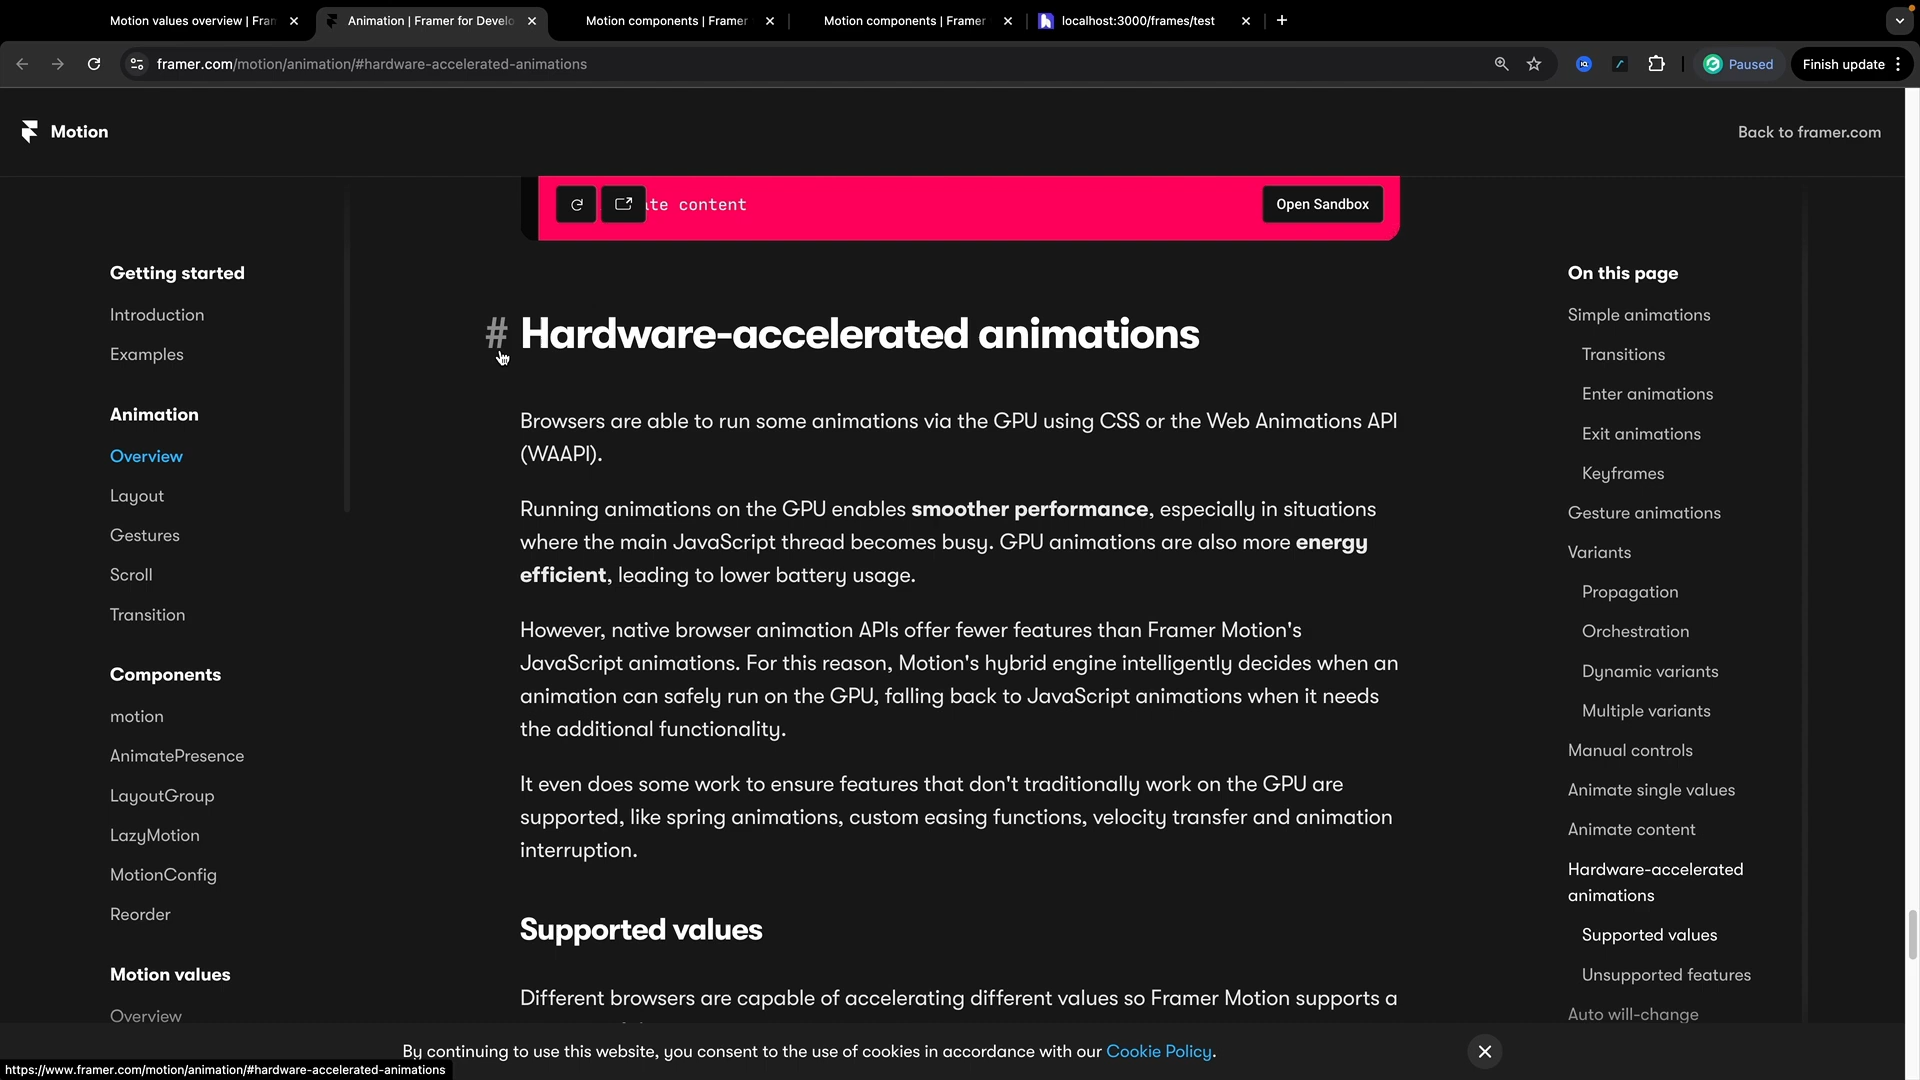 Motion values overview | Fran
Animation | Framer for Develo
Motion components | Framer
Motion components | Framer
localhost:3000/frames/test
framer.com/motion/animation/#hardware-accelerated-animations
Paused
Finish update
Motion
Back to framer.com
te content
Open Sandbox
Getting started
Introduction
Examples
Animation
Overview
Layout
Gestures
Scroll
Transition
Components
motion
AnimatePresence
LayoutGroup
LazyMotion
MotionConfig
Reorder
Motion values
Overview
# Hardware-accelerated animations
Browsers are able to run some animations via the GPU using CSS or the Web Animations API
(WAAPI).
Running animations on the GPU enables smoother performance, especially in situations
where the main JavaScript thread becomes busy. GPU animations are also more energy
efficient, leading to lower battery usage.
However, native browser animation APIs offer fewer features than Framer Motion's
JavaScript animations. For this reason, Motion's hybrid engine intelligently decides when an
animation can safely run on the GPU, falling back to JavaScript animations when it needs
the additional functionality.
It even does some work to ensure features that don't traditionally work on the GPU are
supported, like spring animations, custom easing functions, velocity transfer and animation
interruption.
Supported values
Different browsers are capable of accelerating different values so Framer Motion supports a
On this page
Simple animations
Transitions
Enter animations
Exit animations
Keyframes
Gesture animations
Variants
Propagation
Orchestration
Dynamic variants
Multiple variants
Manual controls
Animate single values
Animate content
Hardware-accelerated
animations
Supported values
Unsupported features
Auto will-change
By continuing to use this website, you consent to the use of cookies in accordance with our Cookie Policy.
https://www.framer.com/motion/animation/#hardware-accelerated-animations